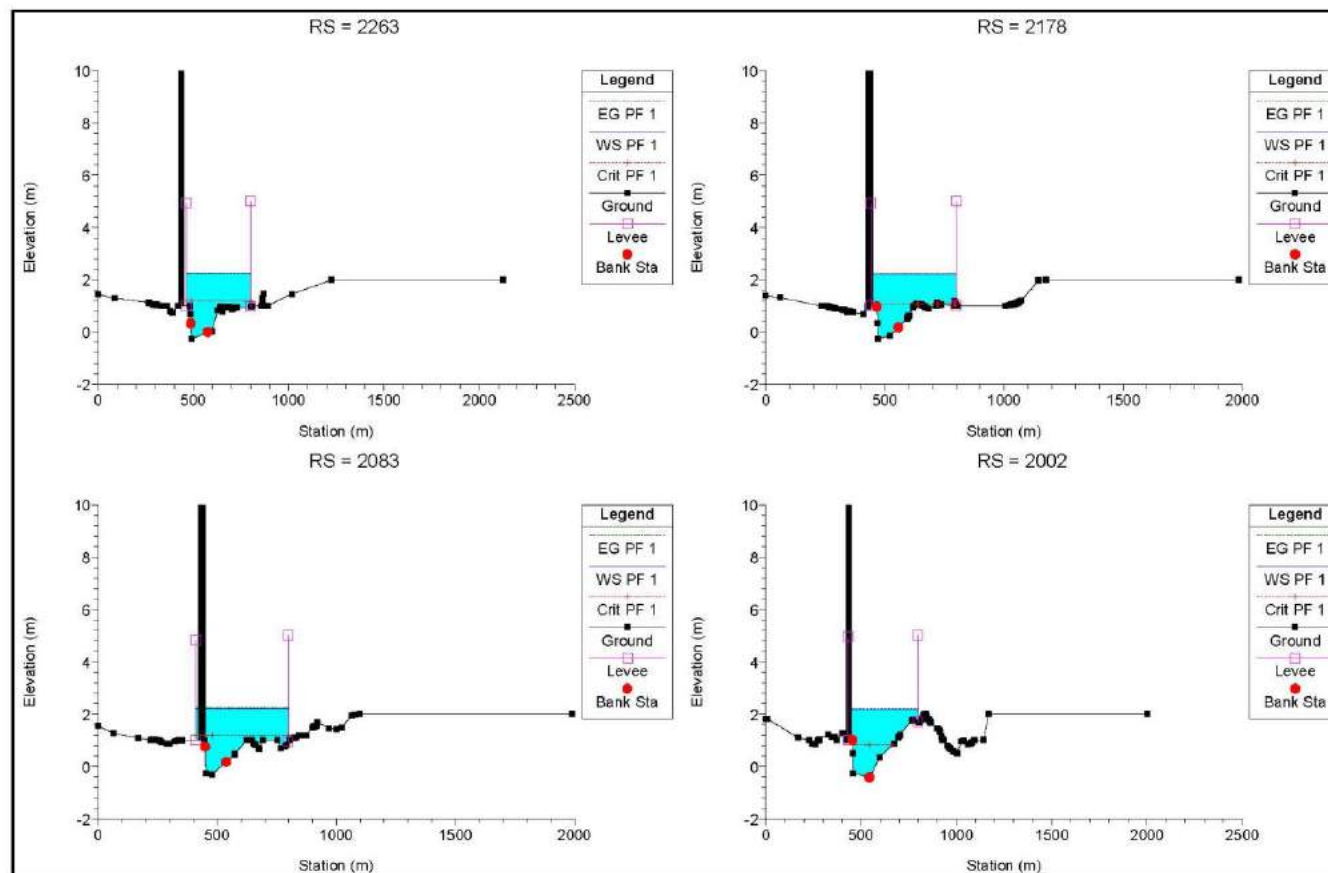 RS = 2263
10
8
6
4
2
0
-2
Elevation (m)
0
500
1000
1500
2000
2500
Station (m)
Legend
EG PF 1
WS PF 1
Crit PF 1
Ground
Levee
Bank Sta
RS = 2178
10
8
6
4
2
0
-2
Elevation (m)
0
500
1000
1500
2000
Station (m)
Legend
EG PF 1
WS PF 1
Crit PF 1
Ground
Levee
Bank Sta
RS = 2083
10
8
6
4
2
0
-2
Elevation (m)
0
500
1000
1500
2000
Station (m)
Legend
EG PF 1
WS PF 1
Crit PF 1
Ground
Levee
Bank Sta
RS = 2002
10
8
6
4
2
0
-2
Elevation (m)
0
500
1000
1500
2000
2500
Station (m)
Legend
EG PF 1
WS PF 1
Crit PF 1
Ground
Levee
Bank Sta